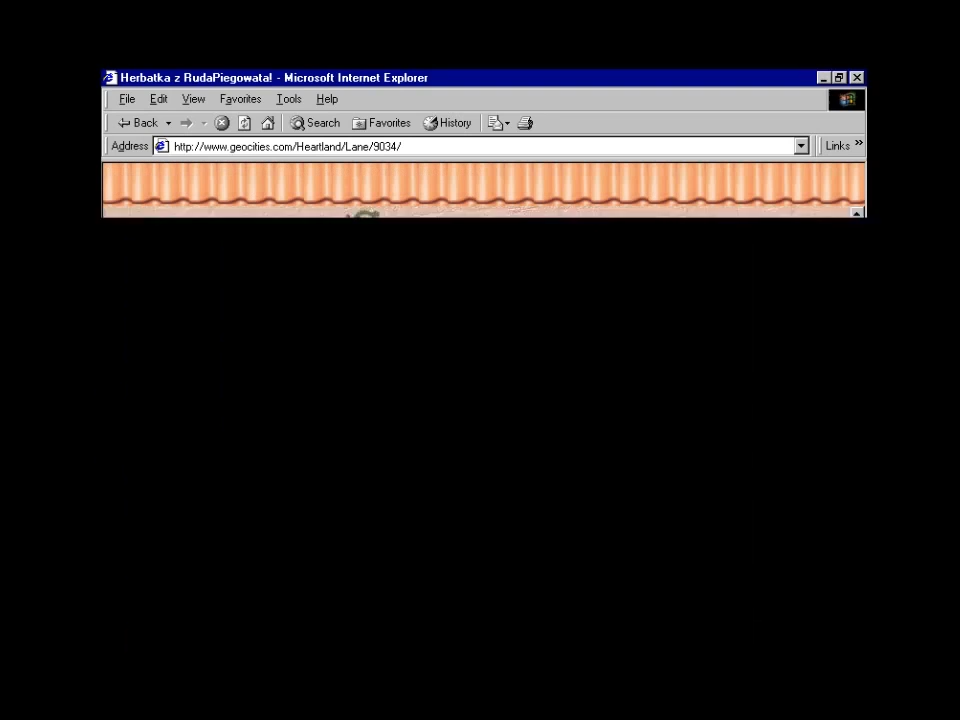 Herbatka z RudaPiegowata! - Microsoft Internet Explorer
File Edit View Favorites Tools Help
Back Search Favorites History
Address http://www.geocities.com/Heartland/Lane/9034/ Links »